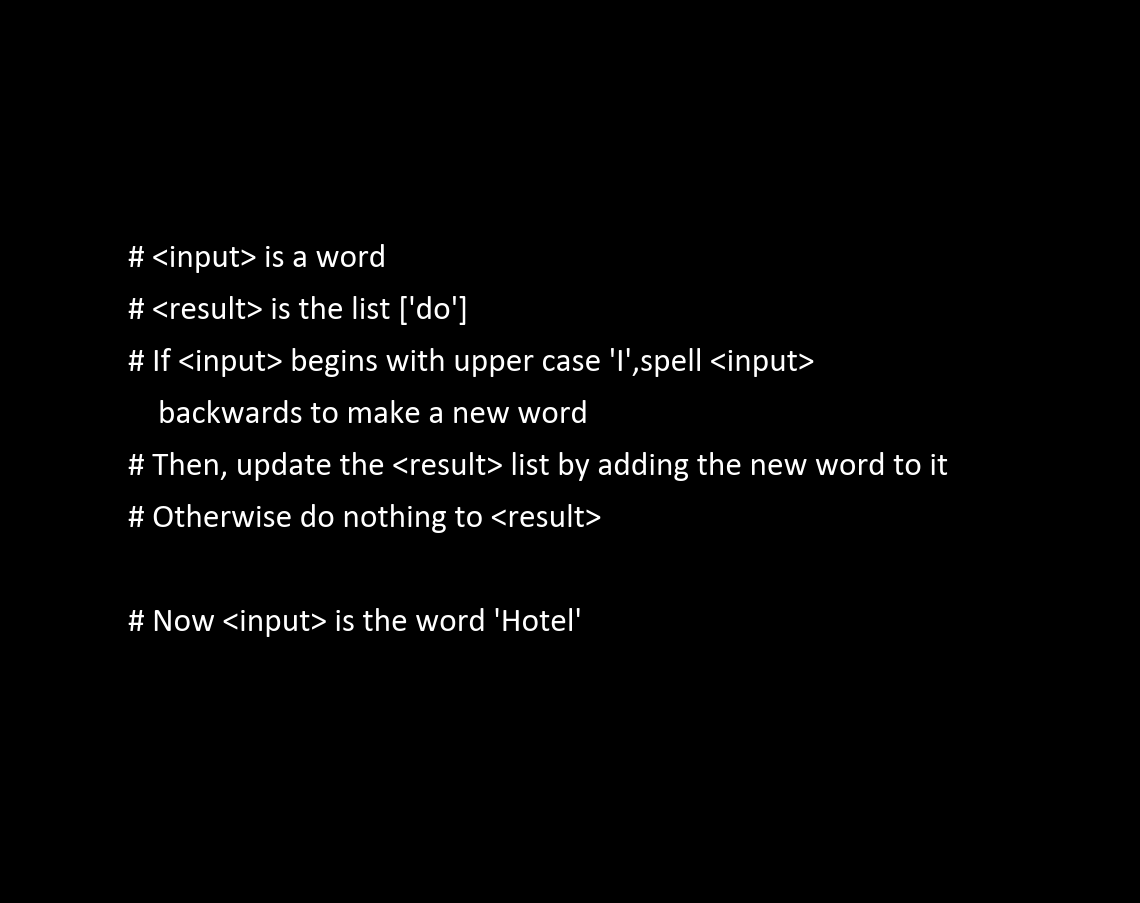 # <input> is a word
# <result> is the list ['do']
# If <input> begins with upper case 'I',spell <input>
backwards to make a new word
# Then, update the <result> list by adding the new word to it
# Otherwise do nothing to <result>
# Now <input> is the word 'Hotel'